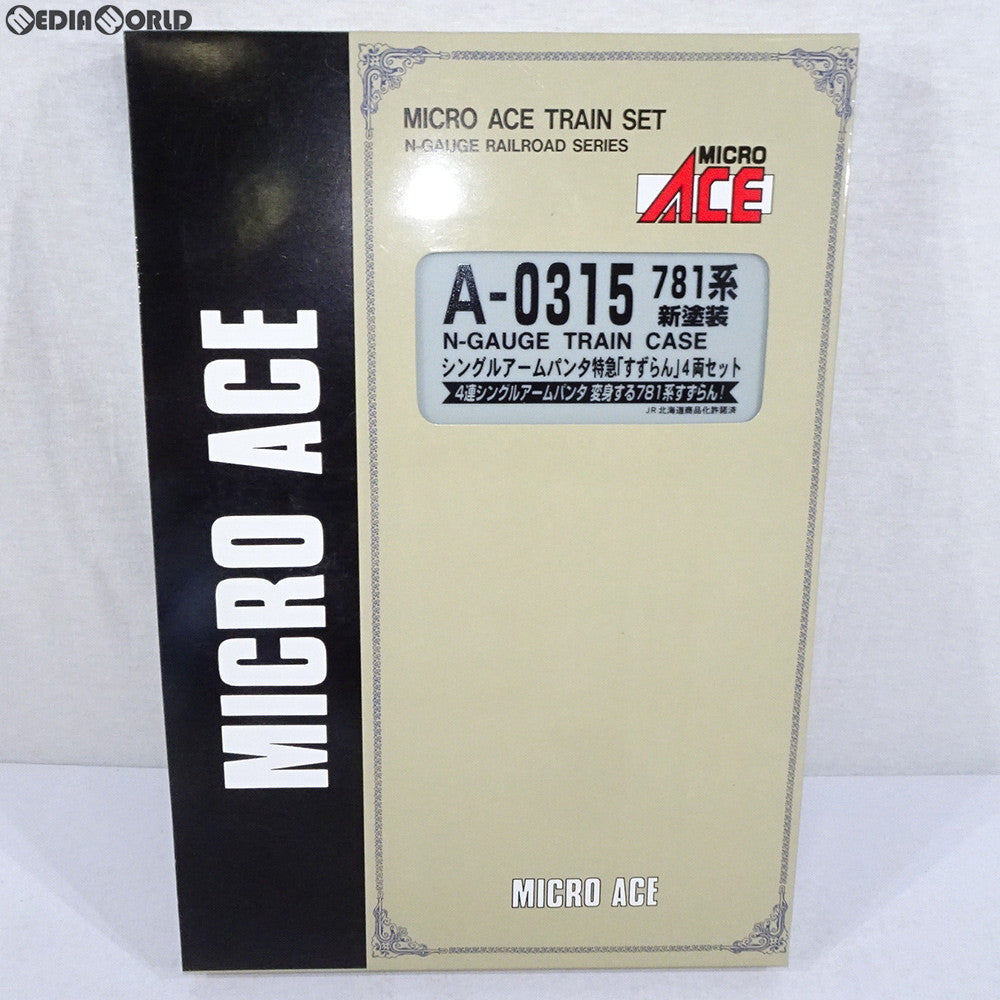 MEDIAWORLD
MICRO ACE
MICRO ACE TRAIN SET
N-GAUGE RAILROAD SERIES
MICRO
ACE
A-0315 781系
新塗装
N-GAUGE TRAIN CASE
シングルアームパンタ特急「すずらん」4両セット
4連シングルアームパンタ 変身する781系すずらん!
JR北海道商品化許諾済
MICRO ACE